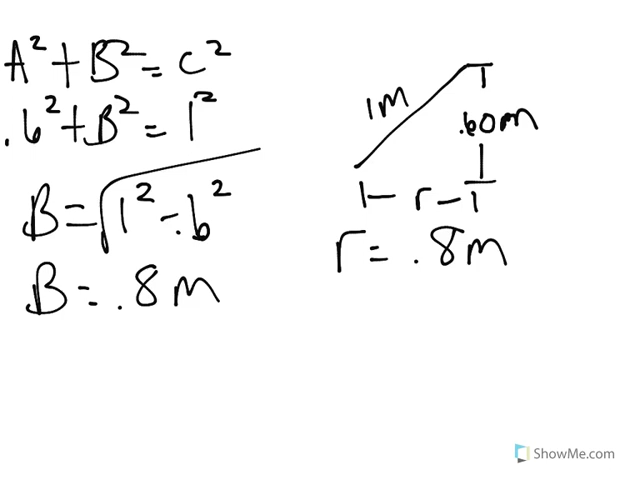 A² + B² = C²
.6² + B² = 1²
B = √1² - .6²
B = .8 m
1M
.60m
r
r = .8m
ShowMe.com